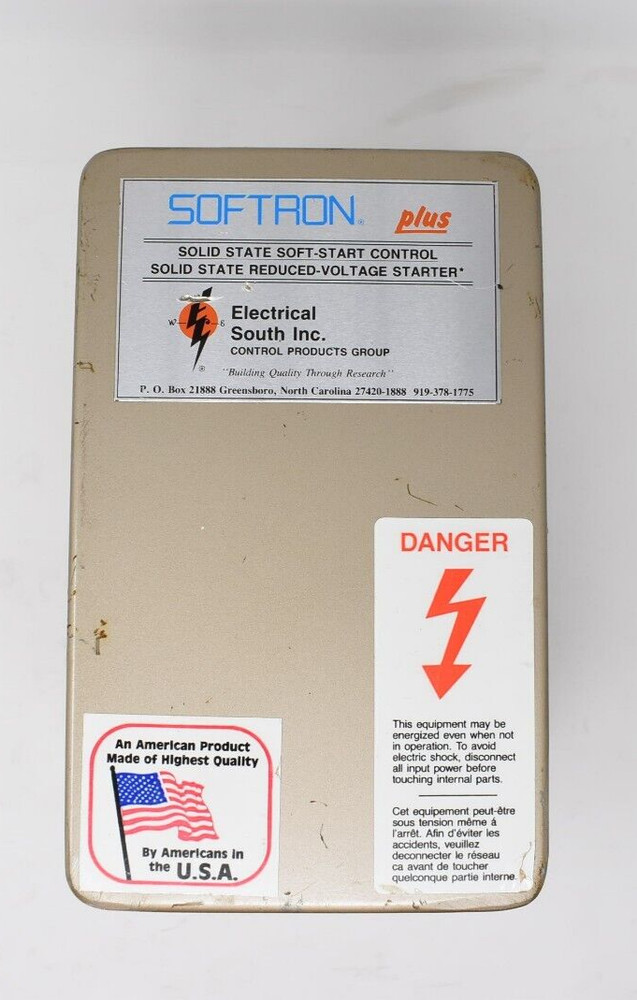 SOFTRON® plus
SOLID STATE SOFT-START CONTROL
SOLID STATE REDUCED-VOLTAGE STARTER*
W S
Electrical
South Inc.
CONTROL PRODUCTS GROUP
®
"Building Quality Through Research"
P. O. Box 21888 Greensboro, North Carolina 27420-1888 919-378-1775
DANGER
This equipment may be
energized even when not
in operation. To avoid
electric shock, disconnect
all input power before
touching internal parts.
Cet equipement peut-être
sous tension même á
l'arrêt. Afin d'éviter les
accidents, veuillez
deconnecter le réseau
ca avant de toucher
quelconque partie interne.
An American Product
Made of Highest Quality
By Americans in
the U.S.A.